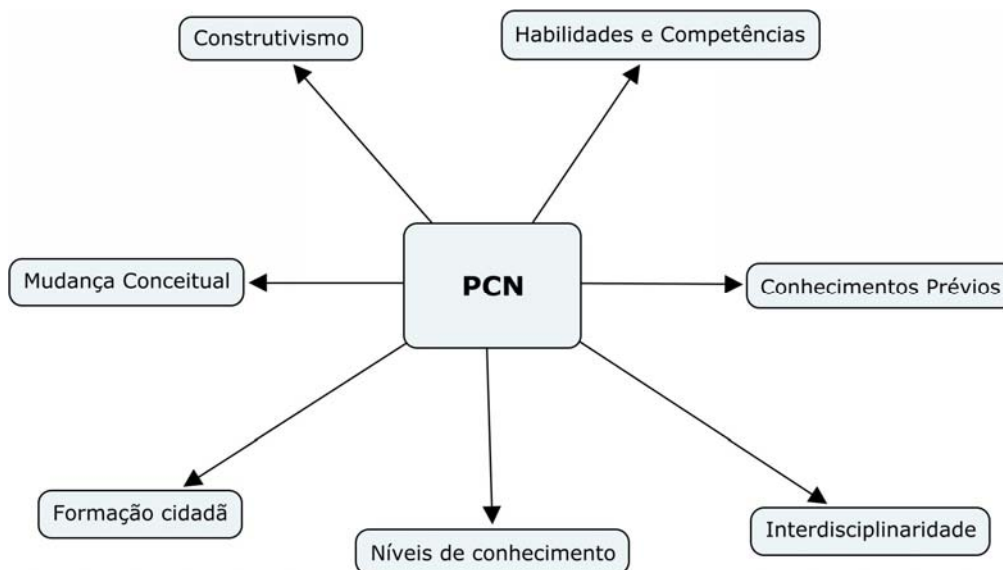 Construtivismo
Habilidades e Competências
Mudança Conceitual
PCN
Conhecimentos Prévios
Formação cidadã
Níveis de conhecimento
Interdisciplinaridade